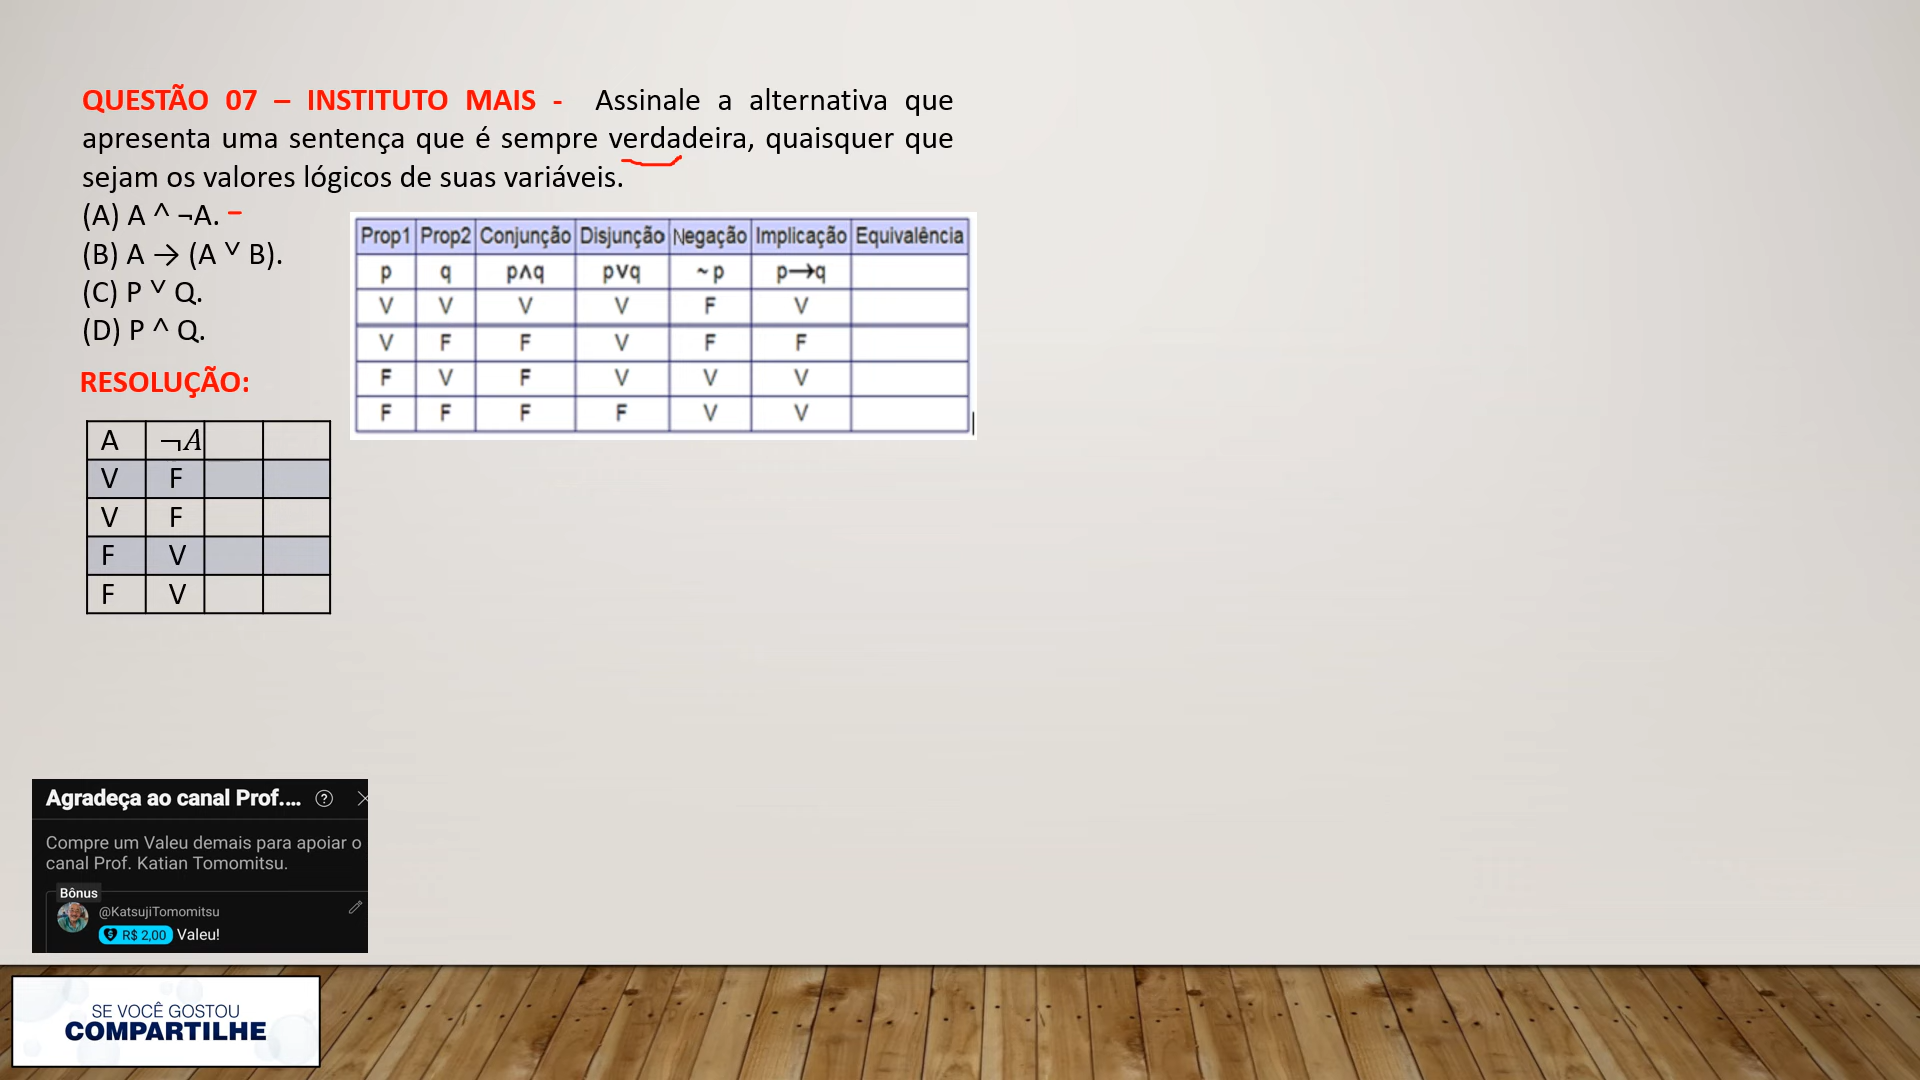 QUESTÃO 07 – INSTITUTO MAIS - Assinale a alternativa que
apresenta uma sentença que é sempre verdadeira, quaisquer que
sejam os valores lógicos de suas variáveis.
(A) A ^ ¬A.
(B) A → (A ˅ B).
(C) P ˅ Q.
(D) P ^ Q.
Prop1 Prop2 Conjunção Disjunção Negação Implicação Equivalência
p q p∧q p∨q ~p p→q
V V V V F V
V F F V F F
F V F V V V
F F F F V V
RESOLUÇÃO:
A ¬A
V F
V F
F V
F V
Agradeça ao canal Prof.... ?
Compre um Valeu demais para apoiar o
canal Prof. Katian Tomomitsu.
Bônus
@KatsujiTomomitsu
R$ 2,00 Valeu!
SE VOCÊ GOSTOU
COMPARTILHE